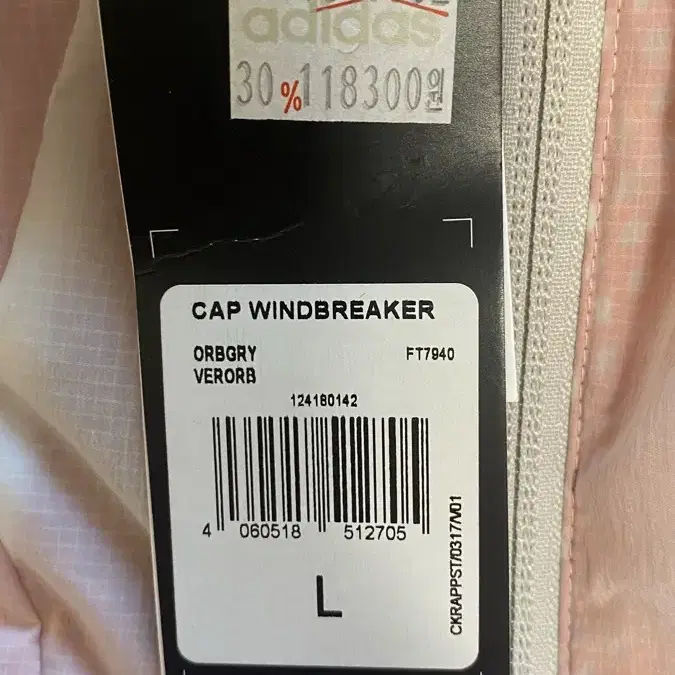 adidas
30%118300원
CAP WINDBREAKER
ORBGRY FT7940
VERORB
124180142
4 060518 512705
L
CKRAPPST/0317/V01